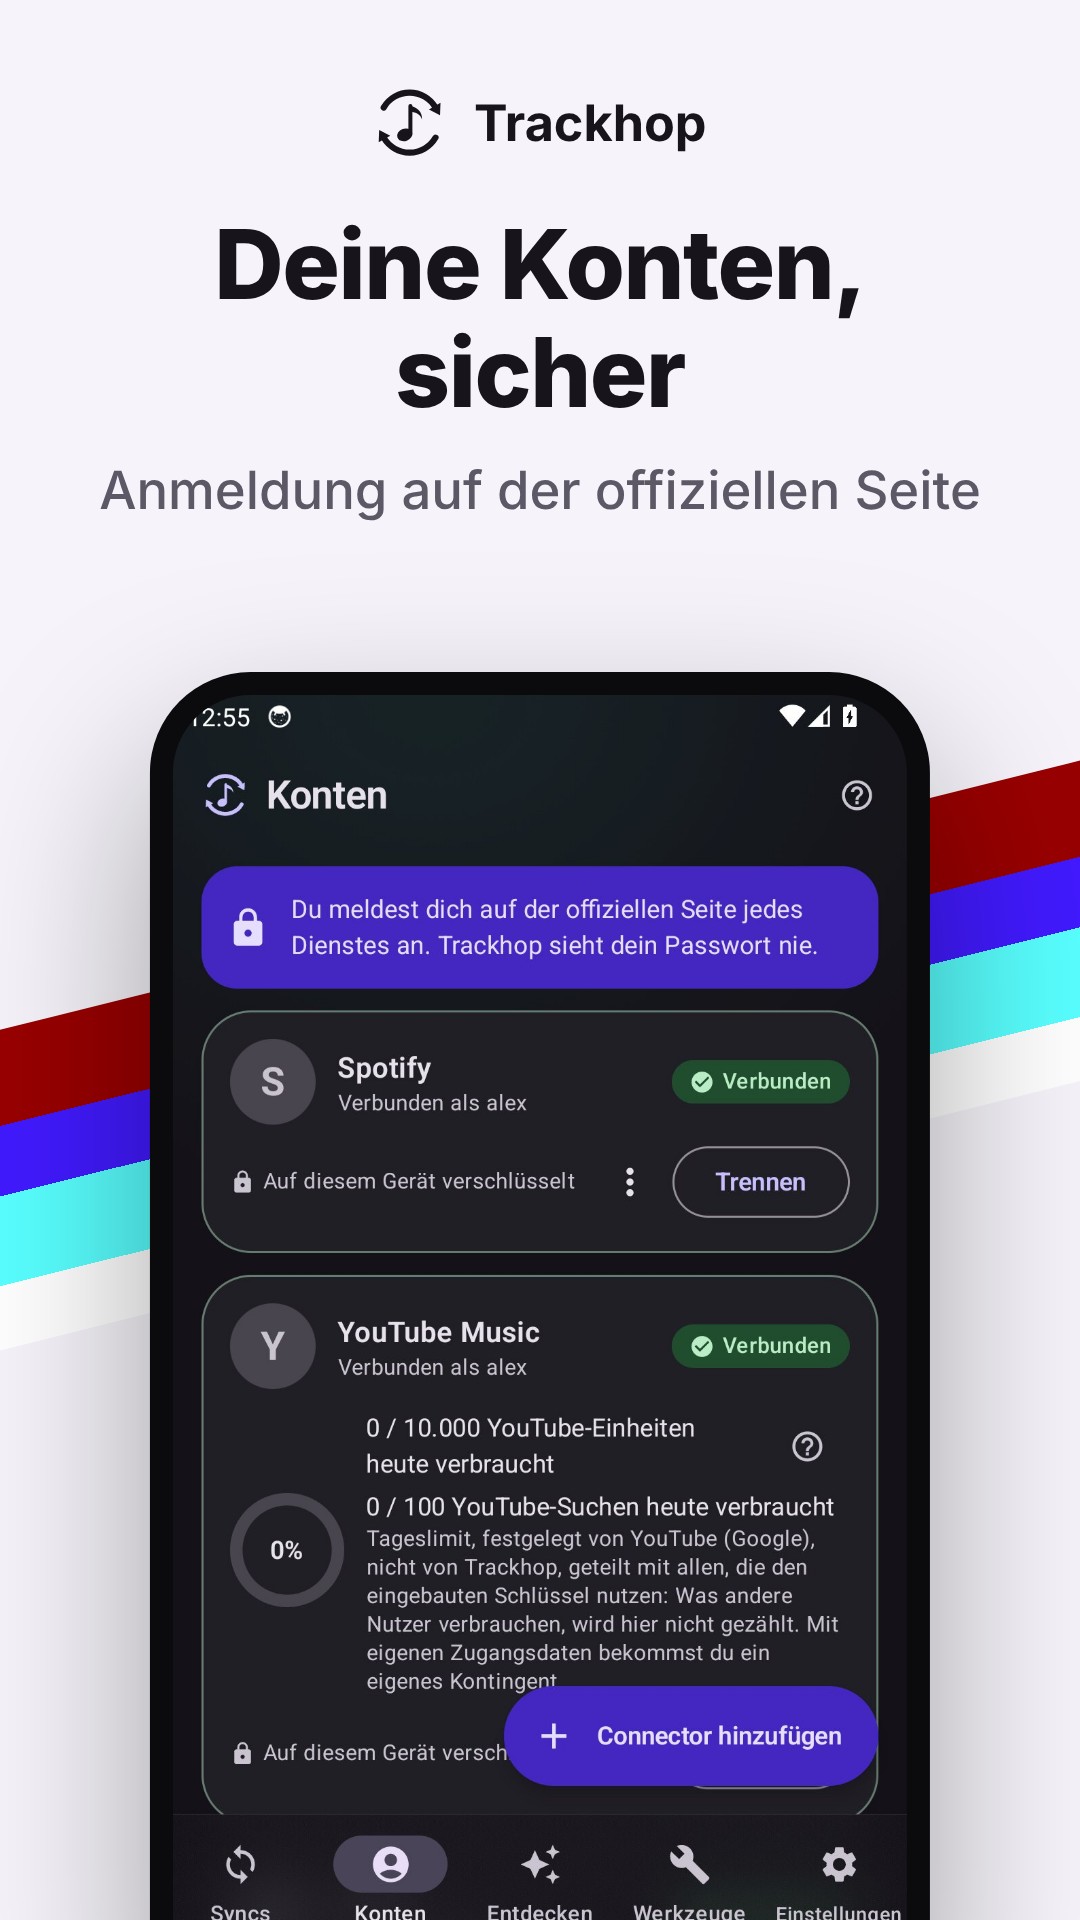 Trackhop
Deine Konten,
sicher
Anmeldung auf der offiziellen Seite
12:55
Konten
Du meldest dich auf der offiziellen Seite jedes
Dienstes an. Trackhop sieht dein Passwort nie.
S
Spotify
Verbunden als alex
Verbunden
Auf diesem Gerät verschlüsselt
Trennen
Y
YouTube Music
Verbunden als alex
Verbunden
0 / 10.000 YouTube-Einheiten
heute verbraucht
0 / 100 YouTube-Suchen heute verbraucht
0%
Tageslimit, festgelegt von YouTube (Google),
nicht von Trackhop, geteilt mit allen, die den
eingebauten Schlüssel nutzen: Was andere
Nutzer verbrauchen, wird hier nicht gezählt. Mit
eigenen Zugangsdaten bekommst du ein
eigenes Kontingent
Auf diesem Gerät versch
Connector hinzufügen
Syncs
Konten
Entdecken
Werkzeuge
Einstellungen